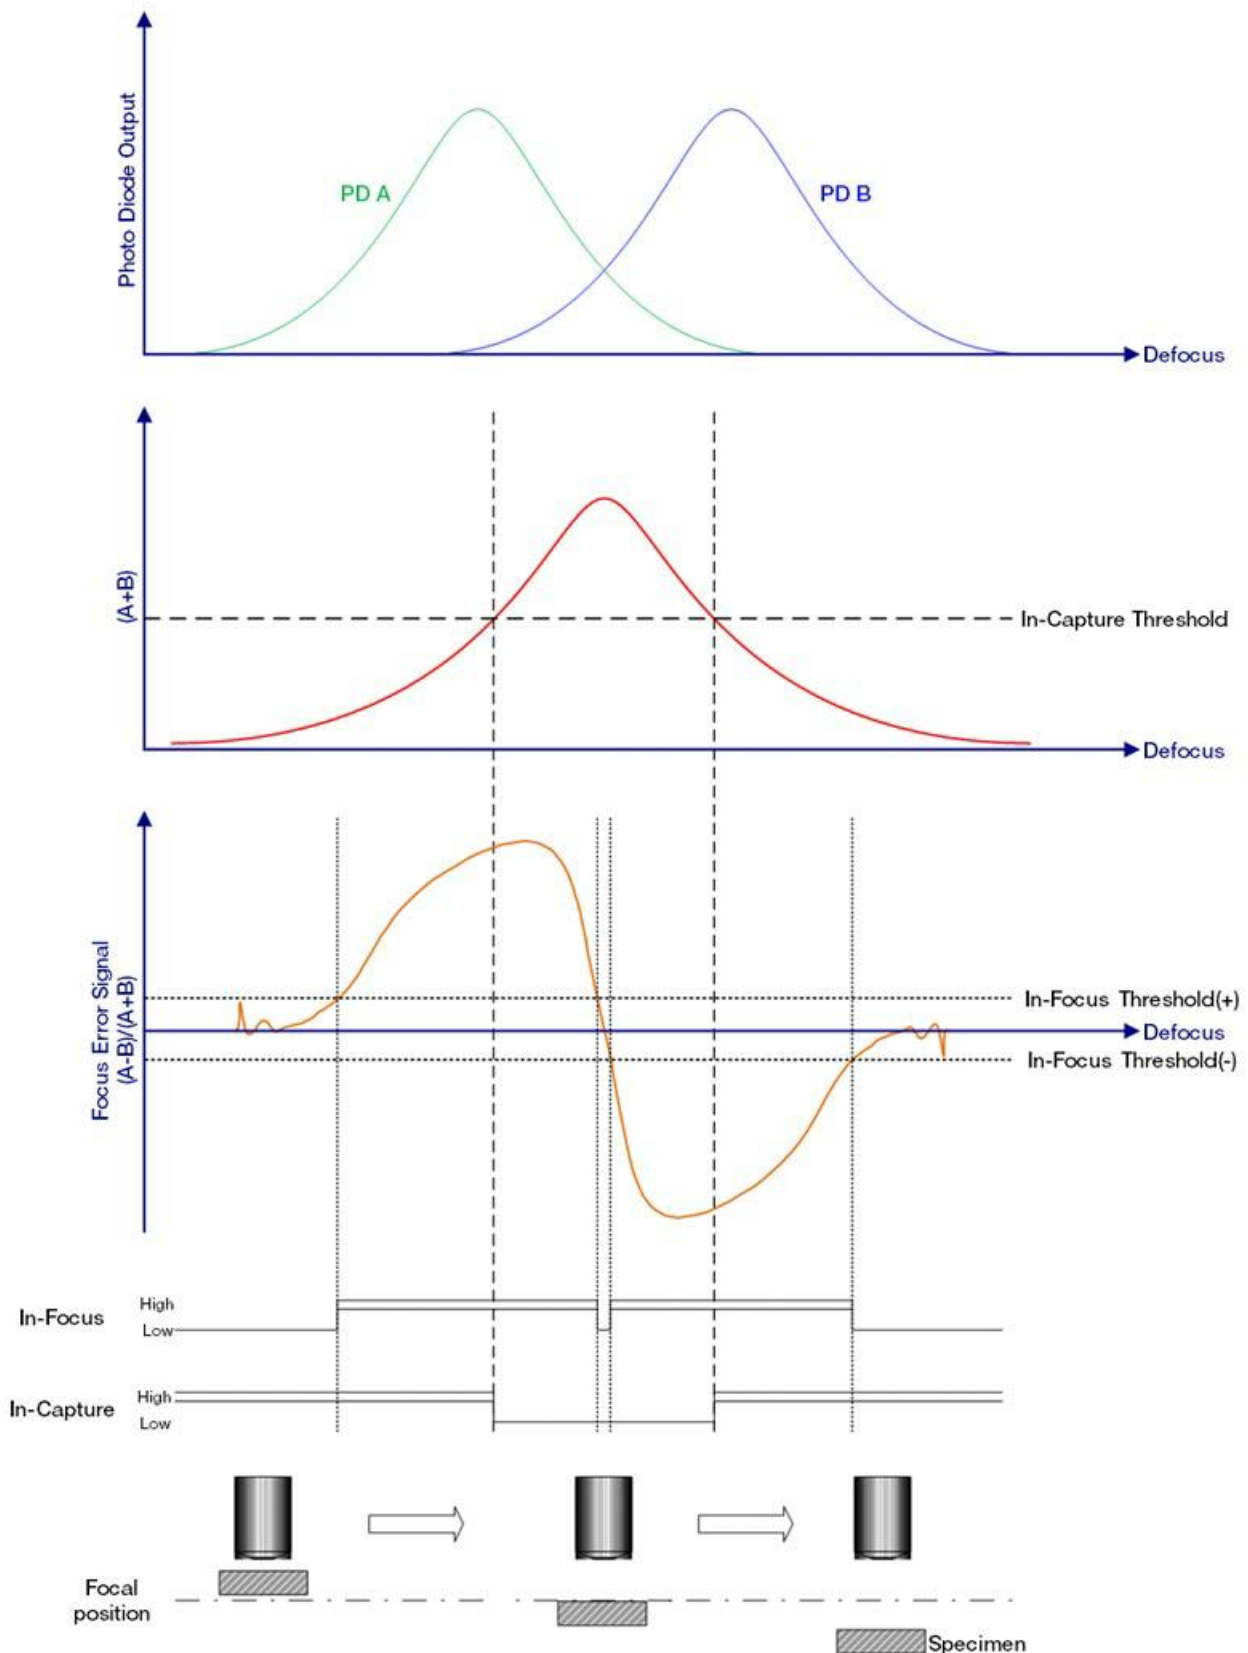 Photo Diode Output
PD A
PD B
Defocus
(A+B)
In-Capture Threshold
Defocus
Focus Error Signal
(A-B)/(A+B)
In-Focus Threshold(+)
Defocus
In-Focus Threshold(-)
In-Focus
High
Low
In-Capture
High
Low
Focal
position
Specimen